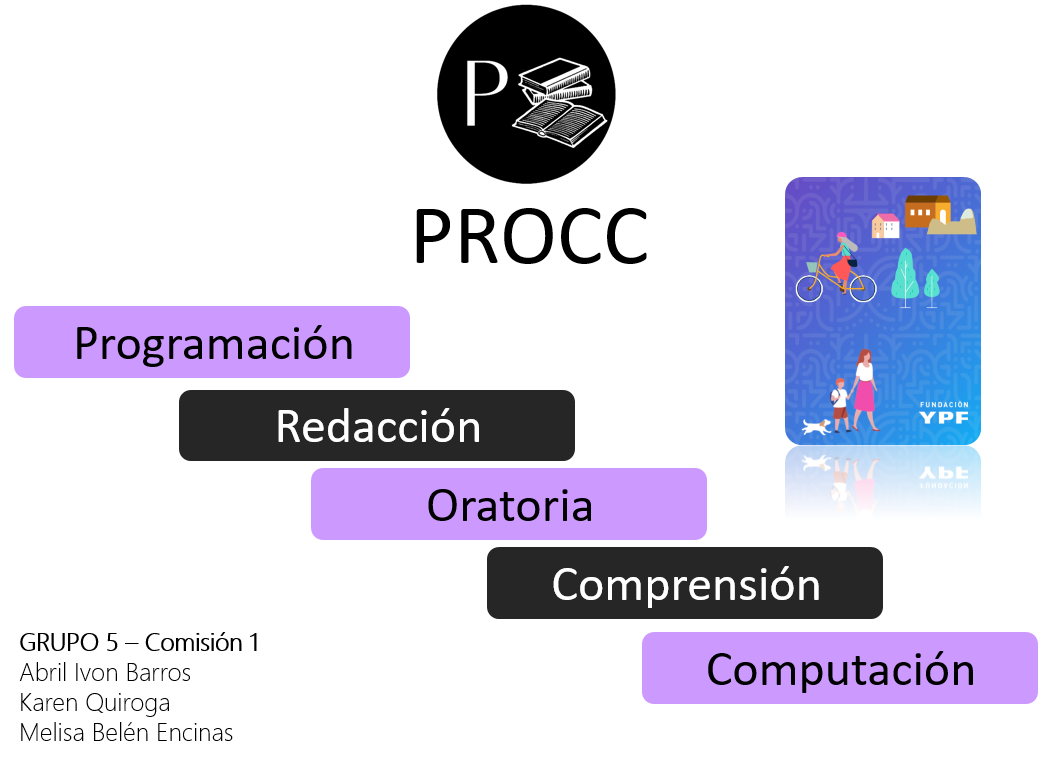 P
PROCC
Programación
Redacción
Oratoria
Comprensión
Computación
FUNDACIÓN
YPF
GRUPO 5 – Comisión 1
Abril Ivon Barros
Karen Quiroga
Melisa Belén Encinas